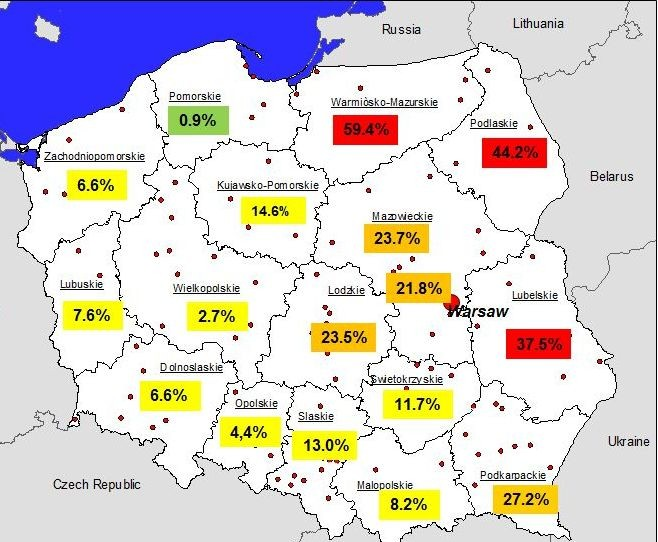 Lithuania
Russia
Pomorskie
0.9%
Warmiòsko-Mazurskie
59.4%
Podlaskie
44.2%
Zachodniopomorskie
6.6%
Kujawsko-Pomorskie
14.6%
Belarus
Mazowieckie
23.7%
Lubuskie
7.6%
Wielkopolskie
2.7%
Lodzkie
23.5%
21.8%
Warsaw
Lubelskie
37.5%
Dolnoslaskie
6.6%
Swietokrzyskie
11.7%
Opolskie
4,4%
Slaskie
13.0%
Ukraine
Czech Republic
Malopolskie
8.2%
Podkarpackie
27.2%